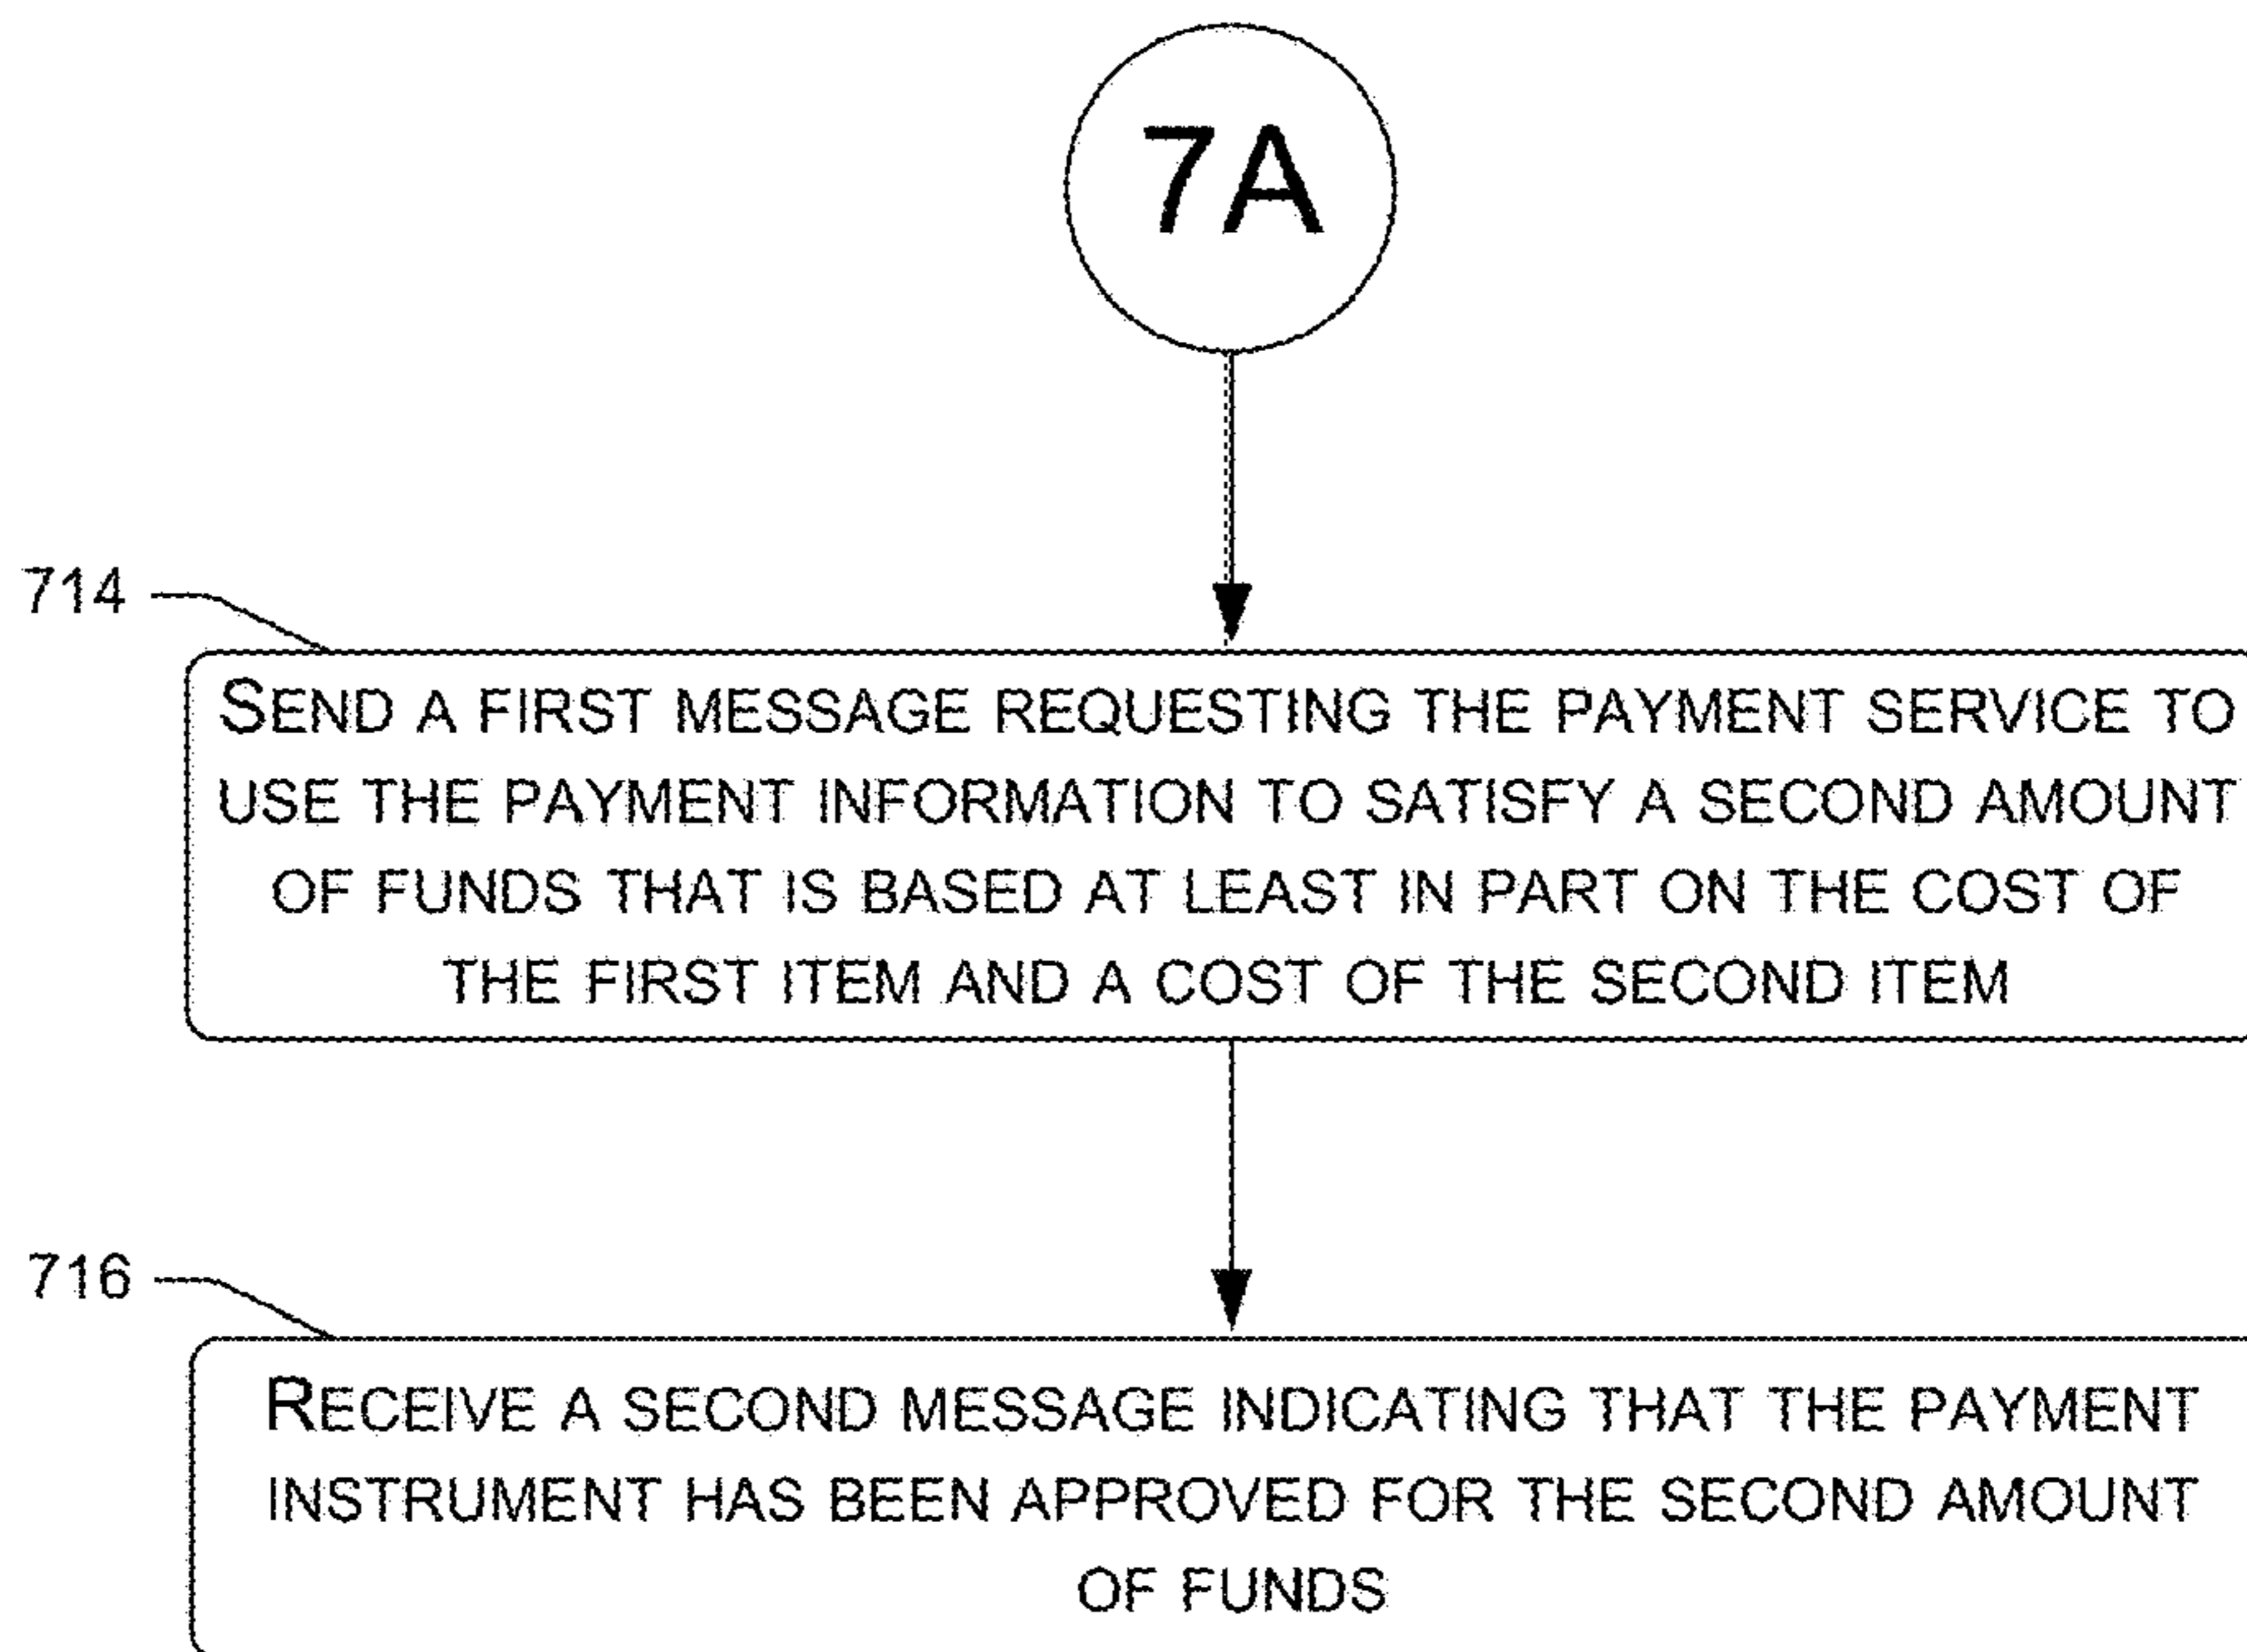 7A
714
SEND A FIRST MESSAGE REQUESTING THE PAYMENT SERVICE TO
USE THE PAYMENT INFORMATION TO SATISFY A SECOND AMOUNT
OF FUNDS THAT IS BASED AT LEAST IN PART ON THE COST OF
THE FIRST ITEM AND A COST OF THE SECOND ITEM
716
RECEIVE A SECOND MESSAGE INDICATING THAT THE PAYMENT
INSTRUMENT HAS BEEN APPROVED FOR THE SECOND AMOUNT
OF FUNDS